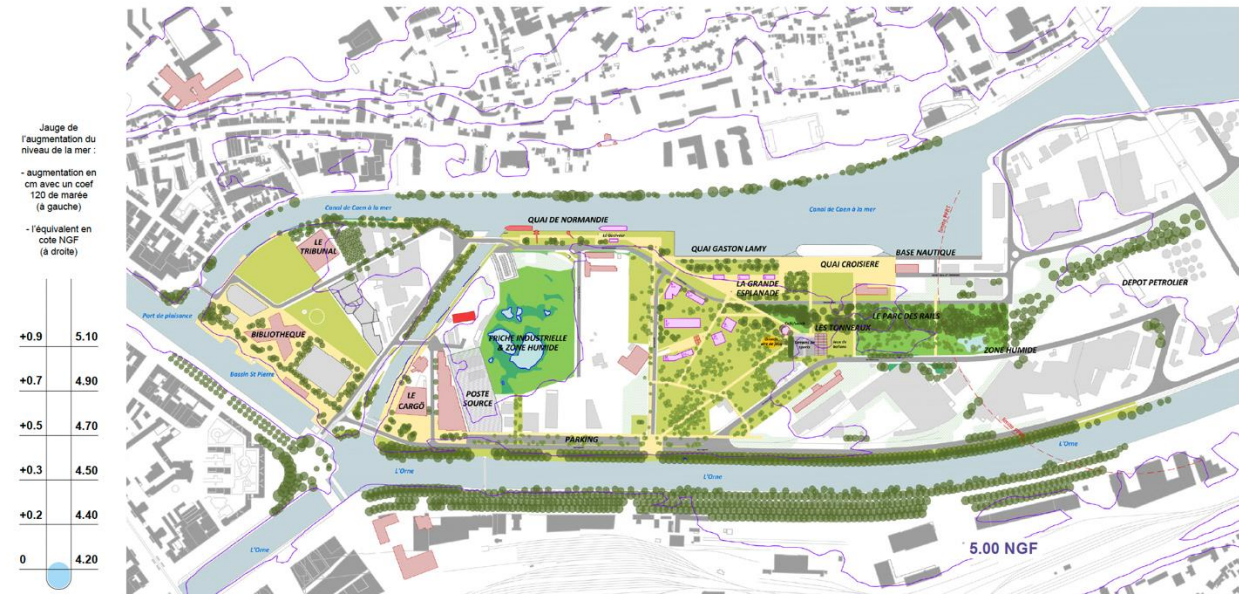 Jauge de
l'augmentation du
niveau de la mer :
- augmentation en
cm avec un coef
120 de marée
(à gauche)
- l'équivalent en
cote NGF
(à droite)
+0.9 5.10
+0.7 4.90
+0.5 4.70
+0.3 4.50
+0.2 4.40
0 4.20
Canal de Caen à la mer
Canal de Caen à la mer
QUAI DE NORMANDIE
LE
TRIBUNAL
QUAI GASTON LAMY
BASE NAUTIQUE
QUAI CROISIERE
LA GRANDE
ESPLANADE
DEPOT PETROLIER
Port de plaisance
BIBLIOTHEQUE
LE PARC DES RAILS
LES TONNEAUX
FRICHE INDUSTRIELLE
& ZONE HUMIDE
ZONE HUMIDE
Bassin St Pierre
LE
CARGÖ
POSTE
SOURCE
PARKING
L'Orne
L'Orne
L'Orne
L'Orne
5.00 NGF